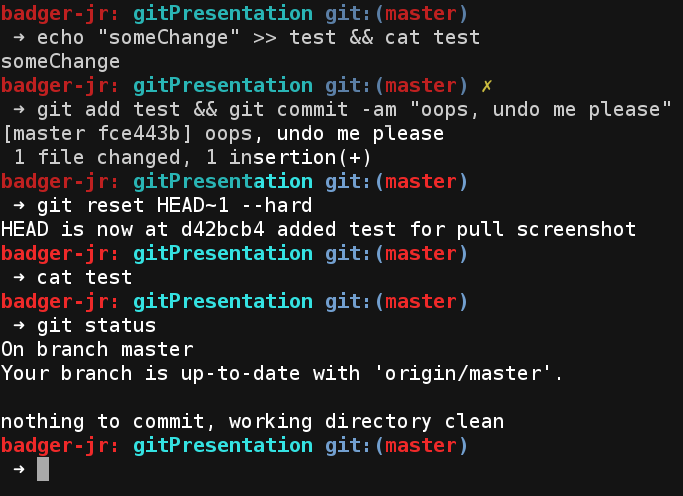 badger-jr: gitPresentation git:(master)
➜ echo "someChange" >> test && cat test
someChange
badger-jr: gitPresentation git:(master) ✗
➜ git add test && git commit -am "oops, undo me please"
[master fce443b] oops, undo me please
1 file changed, 1 insertion(+)
badger-jr: gitPresentation git:(master)
➜ git reset HEAD~1 --hard
HEAD is now at d42bcb4 added test for pull screenshot
badger-jr: gitPresentation git:(master)
➜ cat test
badger-jr: gitPresentation git:(master)
➜ git status
On branch master
Your branch is up-to-date with 'origin/master'.
nothing to commit, working directory clean
badger-jr: gitPresentation git:(master)
➜